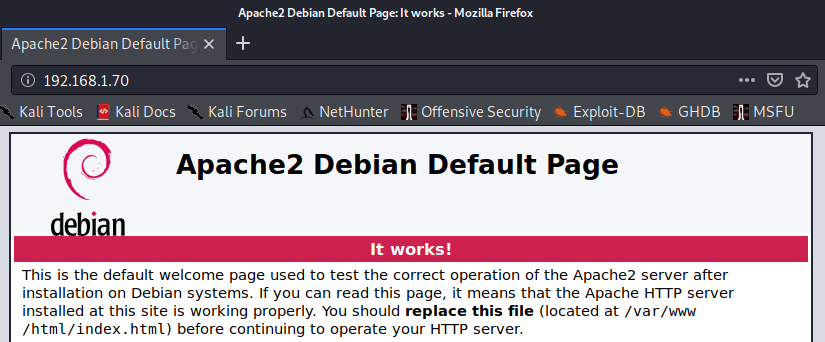 Apache2 Debian Default Page: It works - Mozilla Firefox
Apache2 Debian Default Pag
192.168.1.70
Kali Tools Kali Docs Kali Forums NetHunter Offensive Security Exploit-DB GHDB MSFU
debian
Apache2 Debian Default Page
It works!
This is the default welcome page used to test the correct operation of the Apache2 server after
installation on Debian systems. If you can read this page, it means that the Apache HTTP server
installed at this site is working properly. You should replace this file (located at /var/www
/html/index.html) before continuing to operate your HTTP server.